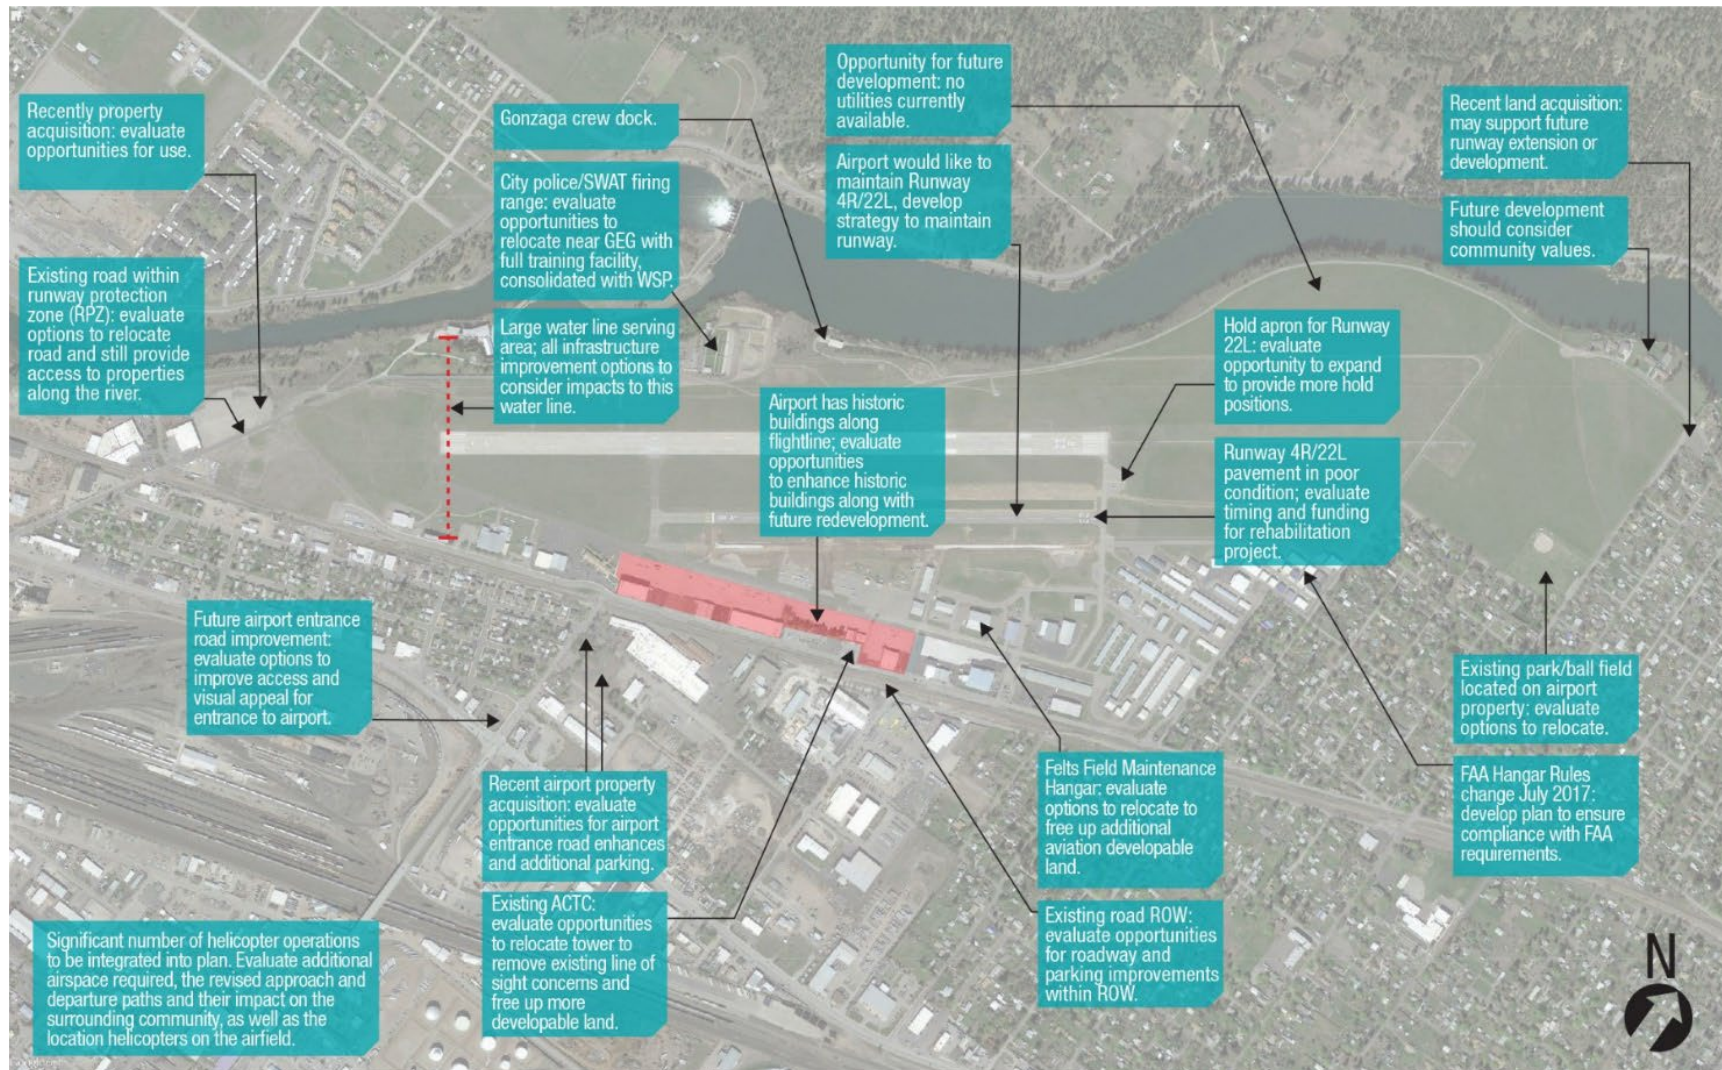 Recently property
acquisition: evaluate
opportunities for use.
Existing road within
runway protection
zone (RPZ): evaluate
options to relocate
road and still provide
access to properties
along the river.
Gonzaga crew dock.
City police/SWAT firing
range: evaluate
opportunities to
relocate near GEG with
full training facility,
consolidated with WSP.
Large water line serving
area; all infrastructure
improvement options to
consider impacts to this
water line.
Opportunity for future
development: no
utilities currently
available.
Airport would like to
maintain Runway
4R/22L, develop
strategy to maintain
runway.
Airport has historic
buildings along
flightline; evaluate
opportunities
to enhance historic
buildings along with
future redevelopment.
Recent land acquisition:
may support future
runway extension or
development.
Future development
should consider
community values.
Hold apron for Runway
22L: evaluate
opportunity to expand
to provide more hold
positions.
Runway 4R/22L
pavement in poor
condition; evaluate
timing and funding
for rehabilitation
project.
Future airport entrance
road improvement:
evaluate options to
improve access and
visual appeal for
entrance to airport.
Recent airport property
acquisition: evaluate
opportunities for airport
entrance road enhances
and additional parking.
Existing ACTC:
evaluate opportunities
to relocate tower to
remove existing line of
sight concerns and
free up more
developable land.
Felts Field Maintenance
Hangar: evaluate
options to relocate to
free up additional
aviation developable
land.
Existing road ROW:
evaluate opportunities
for roadway and
parking improvements
within ROW.
Existing park/ball field
located on airport
property: evaluate
options to relocate.
FAA Hangar Rules
change July 2017:
develop plan to ensure
compliance with FAA
requirements.
Significant number of helicopter operations
to be integrated into plan. Evaluate additional
airspace required, the revised approach and
departure paths and their impact on the
surrounding community, as well as the
location helicopters on the airfield.
N